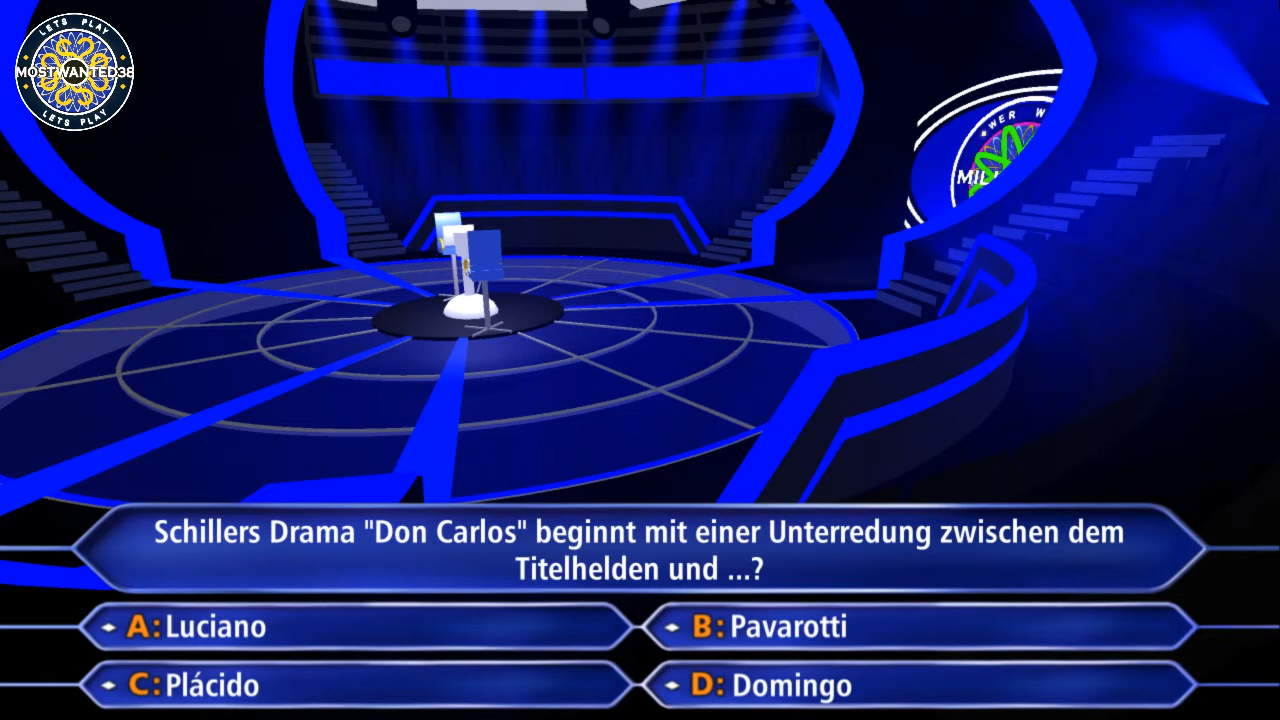 LETS PLAY
MOSTWANTED38
LETS PLAY
WER W
MIL
Schillers Drama "Don Carlos" beginnt mit einer Unterredung zwischen dem
Titelhelden und ...?
A: Luciano
B: Pavarotti
C: Plácido
D: Domingo